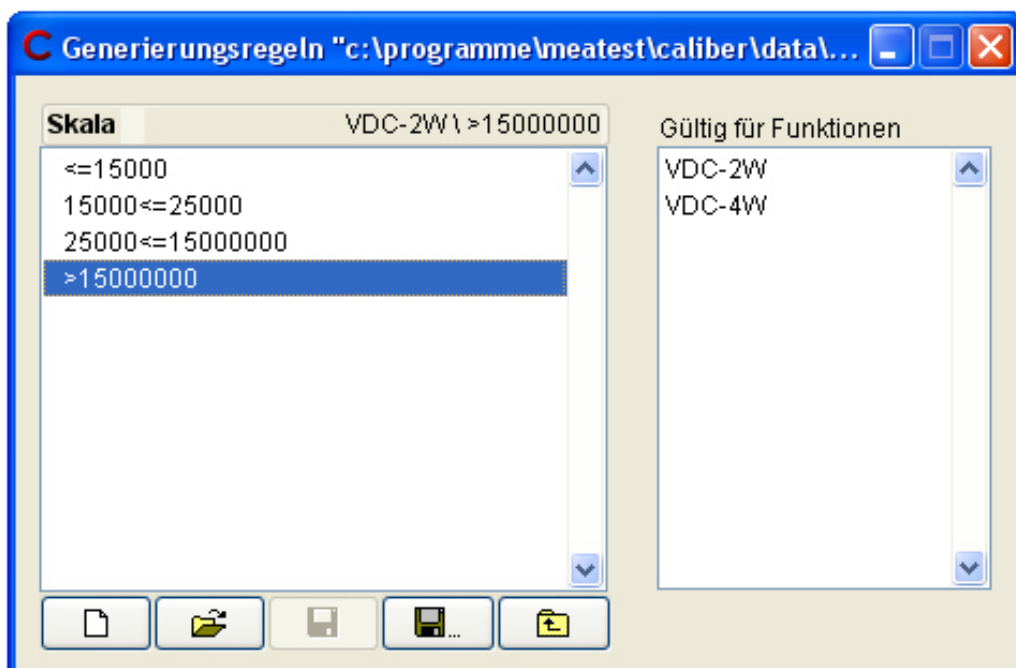 C Generierungsregeln "c:\programme\meatest\caliber\data\...
Skala VDC-2W \ >15000000
<=15000
15000<=25000
25000<=15000000
>15000000
Gültig für Funktionen
VDC-2W
VDC-4W
...